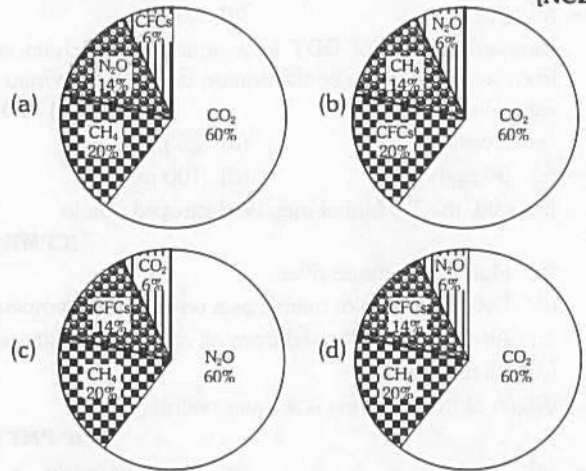 [NCE
(a)
CFCs
6%
N₂O
14%
CH₄
20%
CO₂
60%
(b)
N₂O
6%
CH₄
14%
CFCs
20%
CO₂
60%
(c)
CO₂
6%
CFCs
14%
CH₄
20%
N₂O
60%
(d)
N₂O
6%
CFCs
14%
CH₄
20%
CO₂
60%